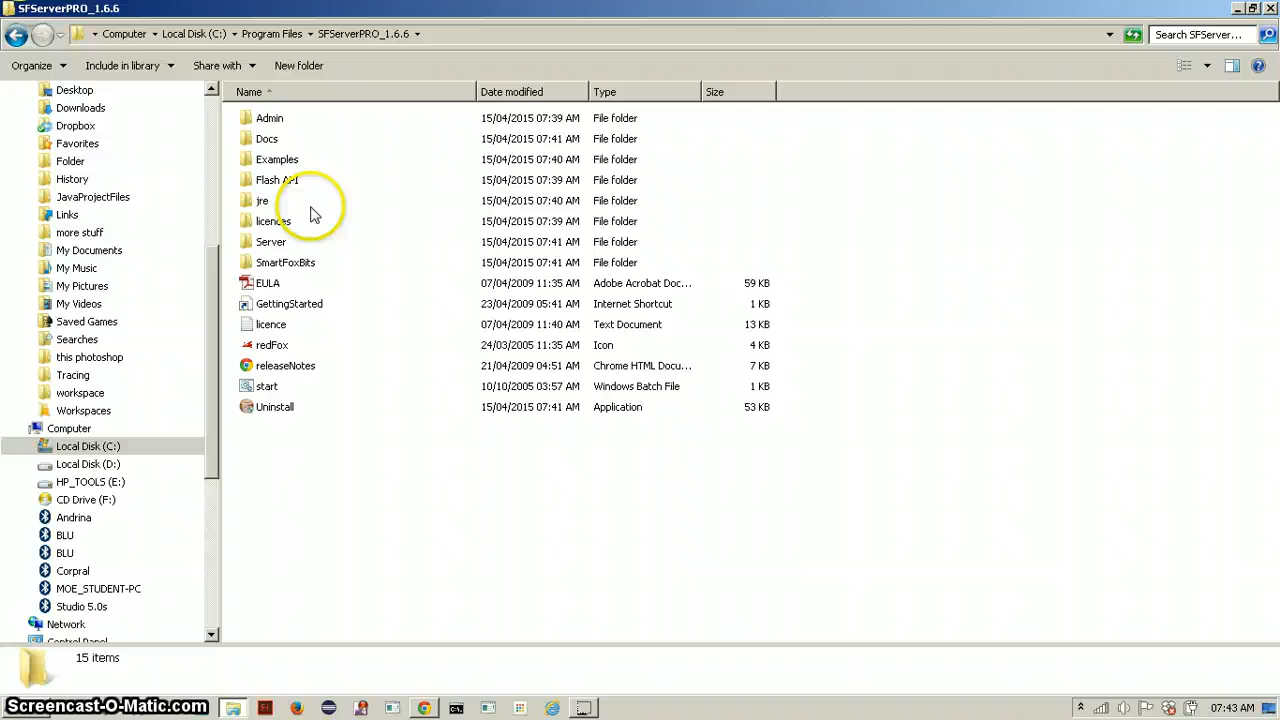 SFServerPRO_1.6.6
Computer Local Disk (C:) Program Files SFServerPRO_1.6.6 Search SFServer...
Organize Include in library Share with New folder
Name Date modified Type Size
Desktop
Downloads
Dropbox
Favorites
Folder
History
JavaProjectFiles
Links
more stuff
My Documents
My Music
My Pictures
My Videos
Saved Games
Searches
this photoshop
Tracing
workspace
Workspaces
Computer
Local Disk (C:)
Local Disk (D:)
HP_TOOLS (E:)
CD Drive (F:)
Andrina
BLU
BLU
Corpral
MOE_STUDENT-PC
Studio 5.0s
Network
Control Panel
Admin 15/04/2015 07:39 AM File folder
Docs 15/04/2015 07:41 AM File folder
Examples 15/04/2015 07:40 AM File folder
Flash API 15/04/2015 07:39 AM File folder
jre 15/04/2015 07:40 AM File folder
licences 15/04/2015 07:39 AM File folder
Server 15/04/2015 07:41 AM File folder
SmartFoxBits 15/04/2015 07:41 AM File folder
EULA 07/04/2009 11:35 AM Adobe Acrobat Doc... 59 KB
GettingStarted 23/04/2009 05:41 AM Internet Shortcut 1 KB
licence 07/04/2009 11:40 AM Text Document 13 KB
redFox 24/03/2005 11:35 AM Icon 4 KB
releaseNotes 21/04/2009 04:51 AM Chrome HTML Docu... 7 KB
start 10/10/2005 03:57 AM Windows Batch File 1 KB
Uninstall 15/04/2015 07:41 AM Application 53 KB
15 items
Screencast-O-Matic.com
07:43 AM